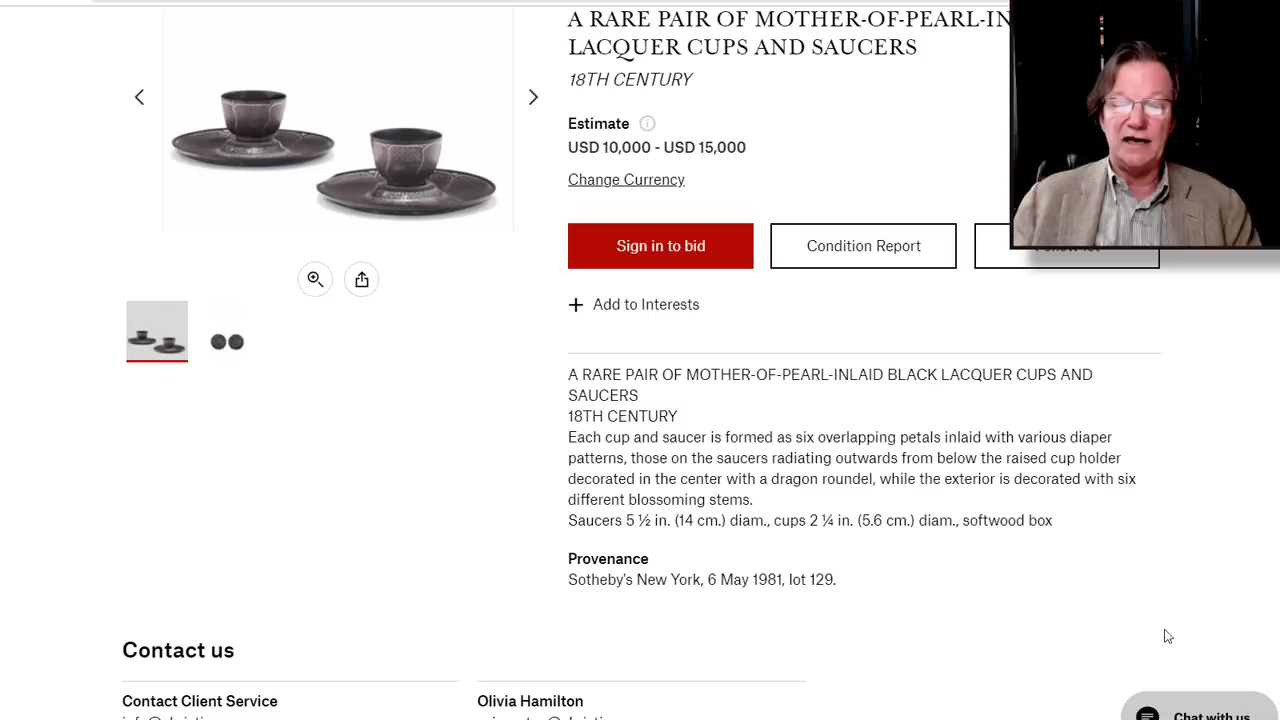 A RARE PAIR OF MOTHER-OF-PEARL-IN
LACQUER CUPS AND SAUCERS
18TH CENTURY
Estimate
USD 10,000 - USD 15,000
Change Currency
Sign in to bid
Condition Report
Add to Interests
A RARE PAIR OF MOTHER-OF-PEARL-INLAID BLACK LACQUER CUPS AND
SAUCERS
18TH CENTURY
Each cup and saucer is formed as six overlapping petals inlaid with various diaper
patterns, those on the saucers radiating outwards from below the raised cup holder
decorated in the center with a dragon roundel, while the exterior is decorated with six
different blossoming stems.
Saucers 5 ½ in. (14 cm.) diam., cups 2 ¼ in. (5.6 cm.) diam., softwood box
Provenance
Sotheby's New York, 6 May 1981, lot 129.
Contact us
Contact Client Service
Olivia Hamilton
Chat with us